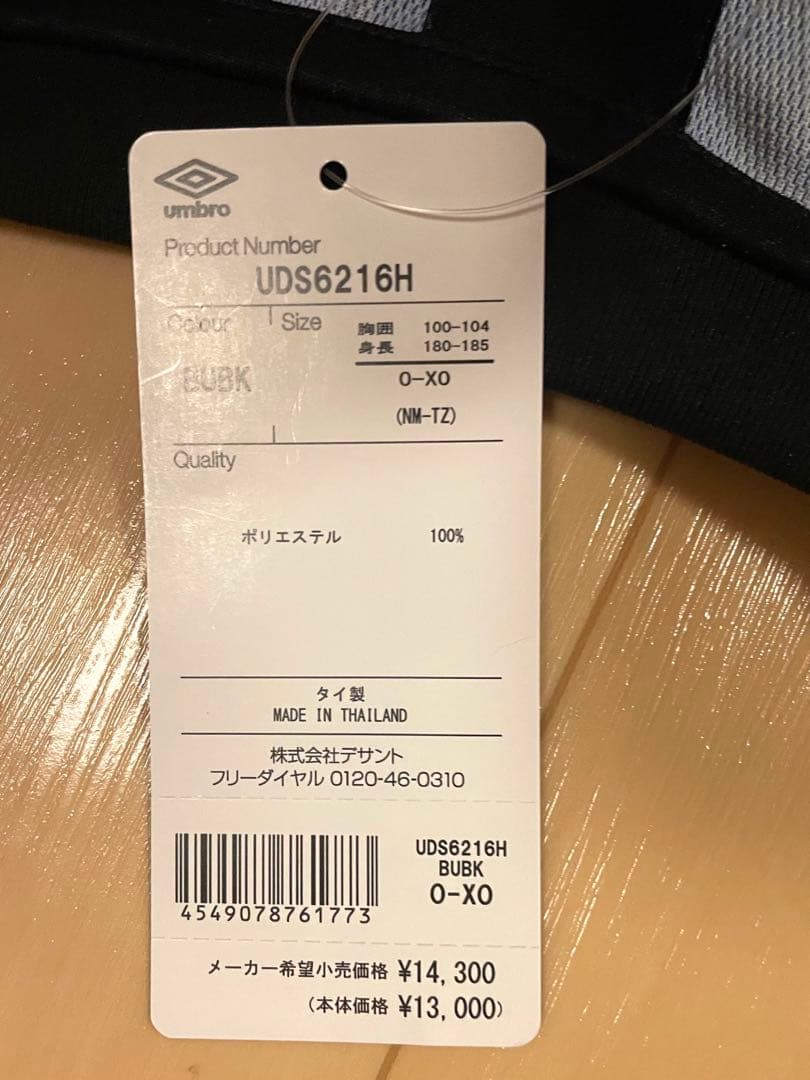 umbro
Product Number
UDS6216H
Colour Size 胸囲 100-104
身長 180-185
BUBK O-XO
(NM-TZ)
Quality
ポリエステル 100%
タイ製
MADE IN THAILAND
株式会社デサント
フリーダイヤル 0120-46-0310
UDS6216H
BUBK
O-XO
4549078761773
メーカー希望小売価格 ¥14,300
(本体価格 ¥13,000)